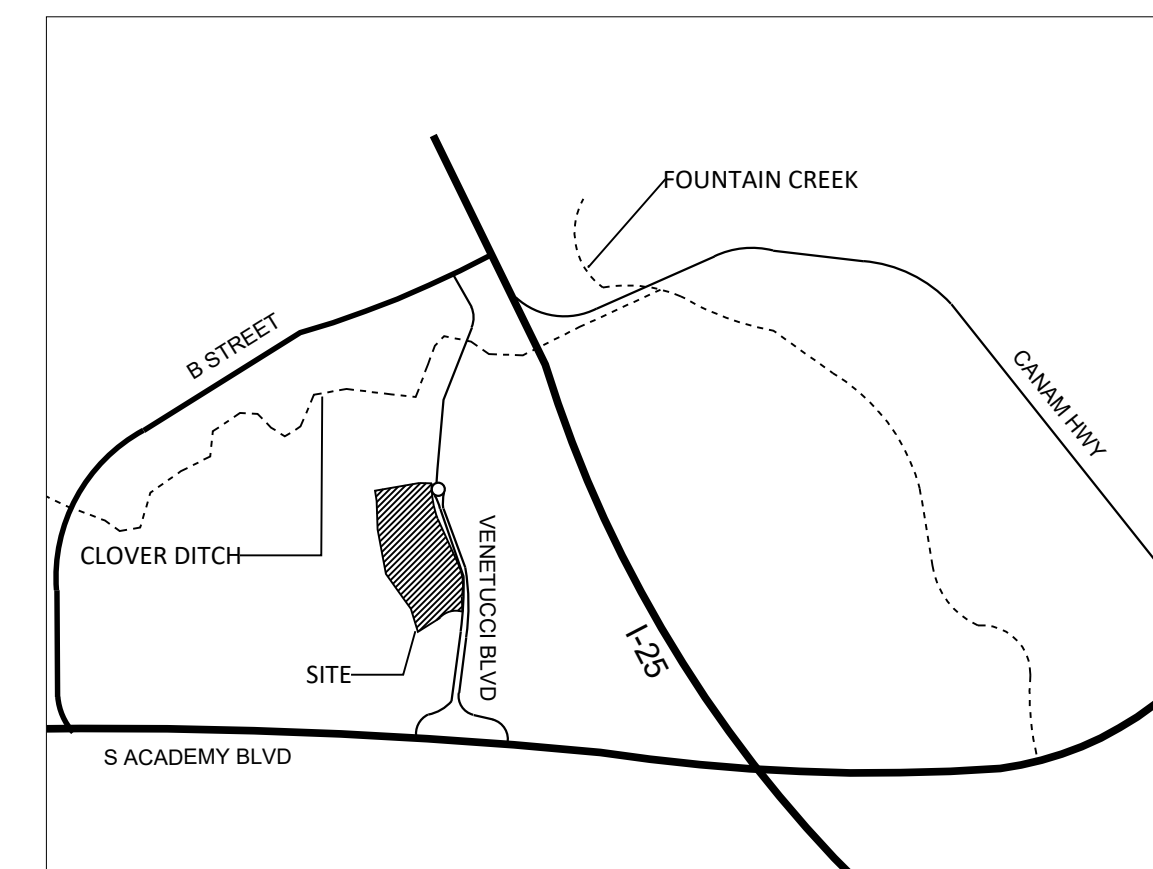 FOUNTAIN CREEK
B STREET
CANAM HWY
CLOVER DITCH
VENETUCCI BLVD
I-25
SITE
S ACADEMY BLVD